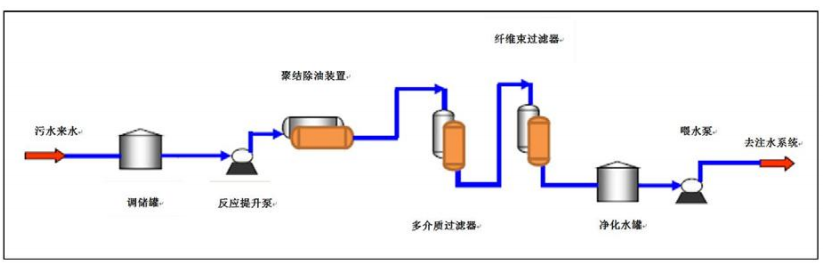 纤维束过滤器
聚结除油装置
污水来水
喂水泵
去注水系统
调储罐
反应提升泵
多介质过滤器
净化水罐